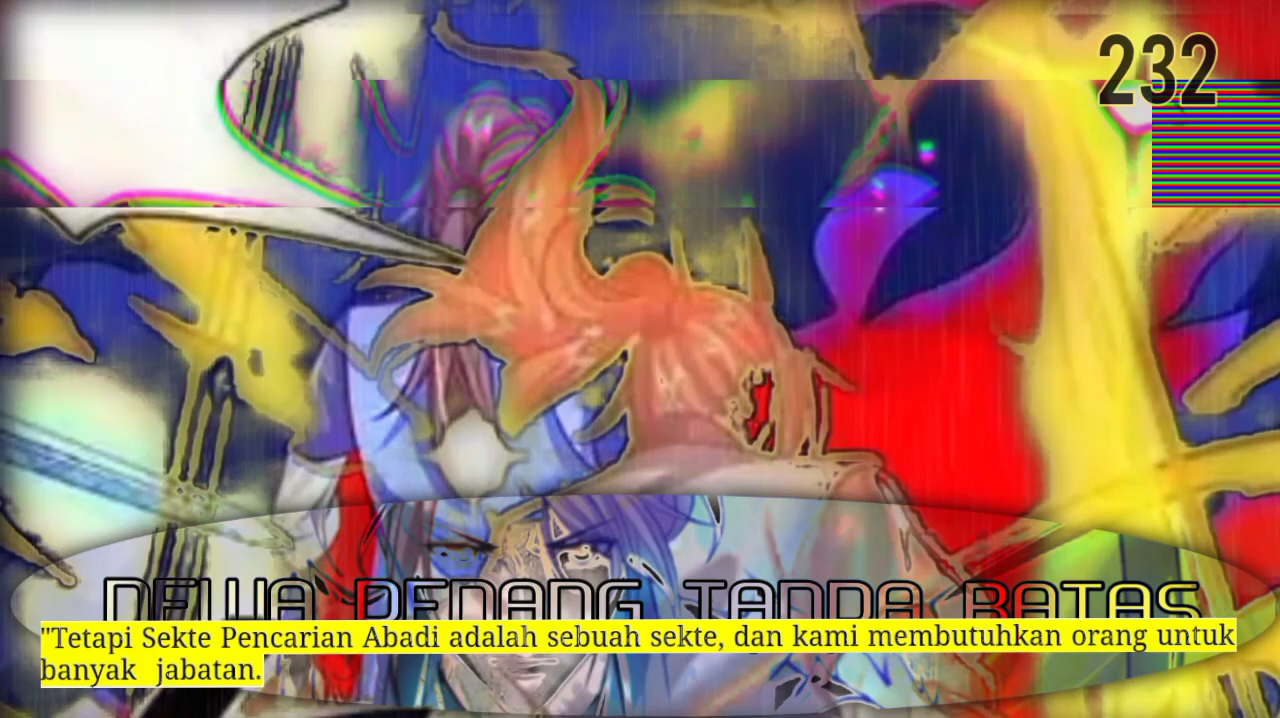 232
DEWA PEDANG TANPA BATAS
"Tetapi Sekte Pencarian Abadi adalah sebuah sekte, dan kami membutuhkan orang untuk
banyak jabatan.